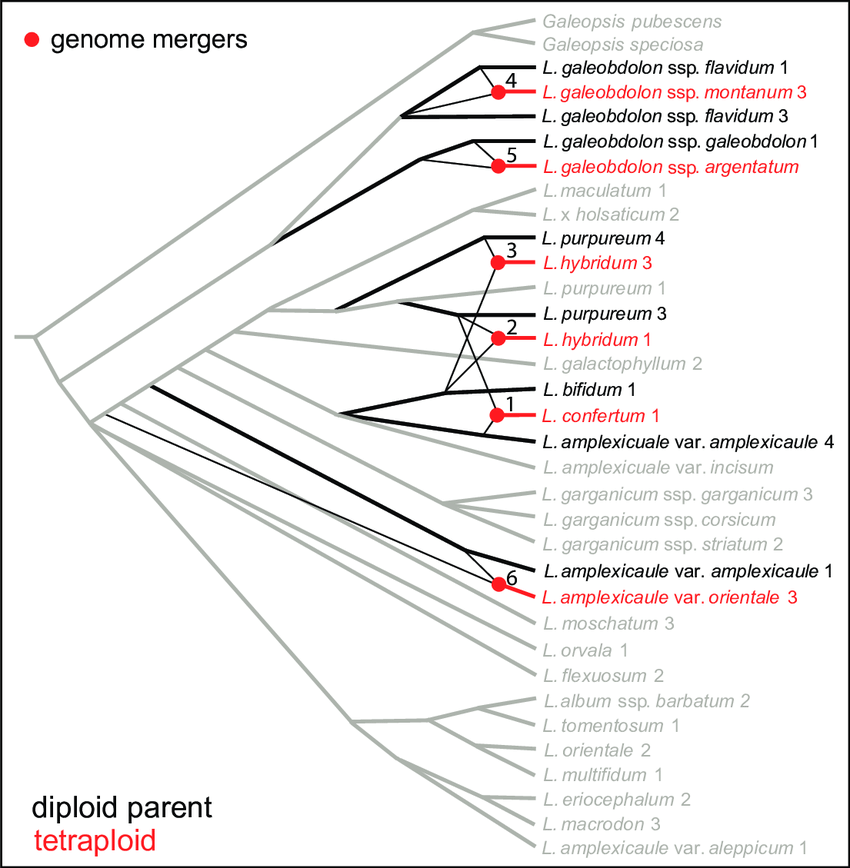 genome mergers
Galeopsis pubescens
Galeopsis speciosa
L. galeobdolon ssp. flavidum 1
4
L. galeobdolon ssp. montanum 3
L. galeobdolon ssp. flavidum 3
L. galeobdolon ssp. galeobdolon 1
5
L. galeobdolon ssp. argentatum
L. maculatum 1
L. x holsaticum 2
L. purpureum 4
3
L. hybridum 3
L. purpureum 1
L. purpureum 3
2
L. hybridum 1
L. galactophyllum 2
L. bifidum 1
1
L. confertum 1
L. amplexicuale var. amplexicaule 4
L. amplexicuale var. incisum
L. garganicum ssp. garganicum 3
L. garganicum ssp. corsicum
L. garganicum ssp. striatum 2
L. amplexicaule var. amplexicaule 1
6
L. amplexicaule var. orientale 3
L. moschatum 3
L. orvala 1
L. flexuosum 2
L. album ssp. barbatum 2
L. tomentosum 1
L. orientale 2
L. multifidum 1
L. eriocephalum 2
L. macrodon 3
L. amplexicaule var. aleppicum 1
diploid parent
tetraploid